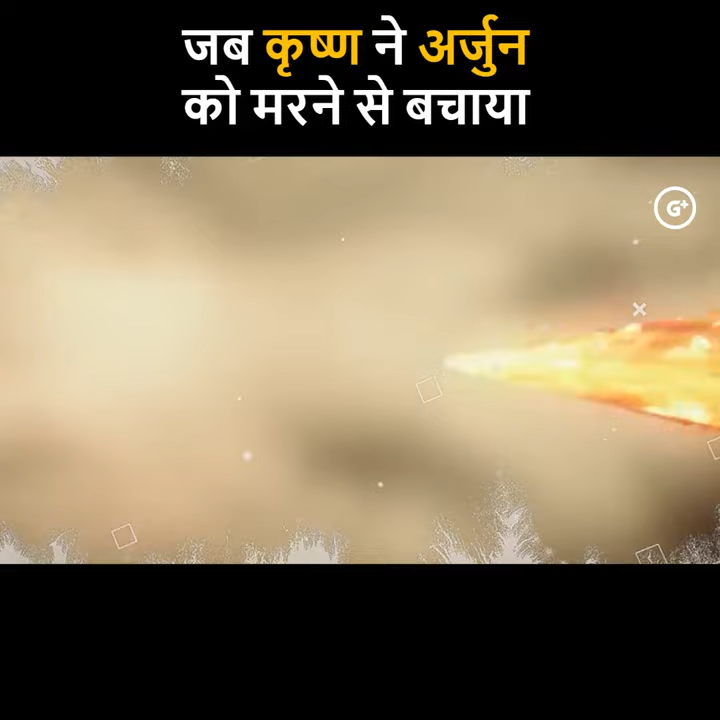 जब कृष्ण ने अर्जुन
को मरने से बचाया
G+